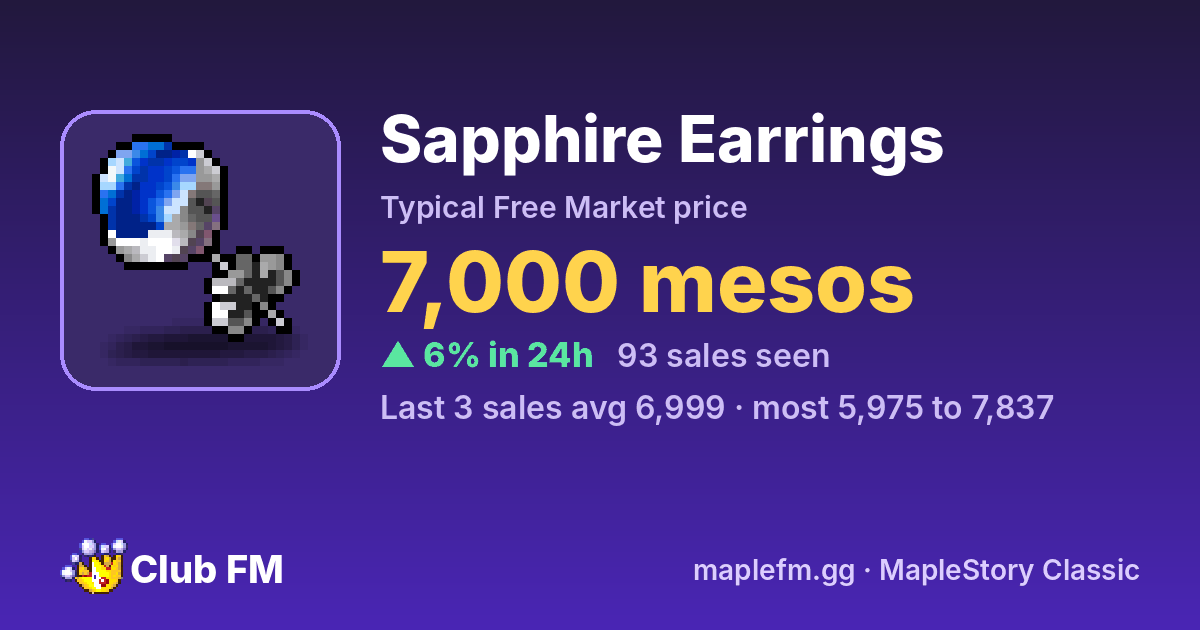 Sapphire Earrings
Typical Free Market price
7,000 mesos
▲ 6% in 24h 93 sales seen
Last 3 sales avg 6,999 · most 5,975 to 7,837
Club FM
maplefm.gg · MapleStory Classic